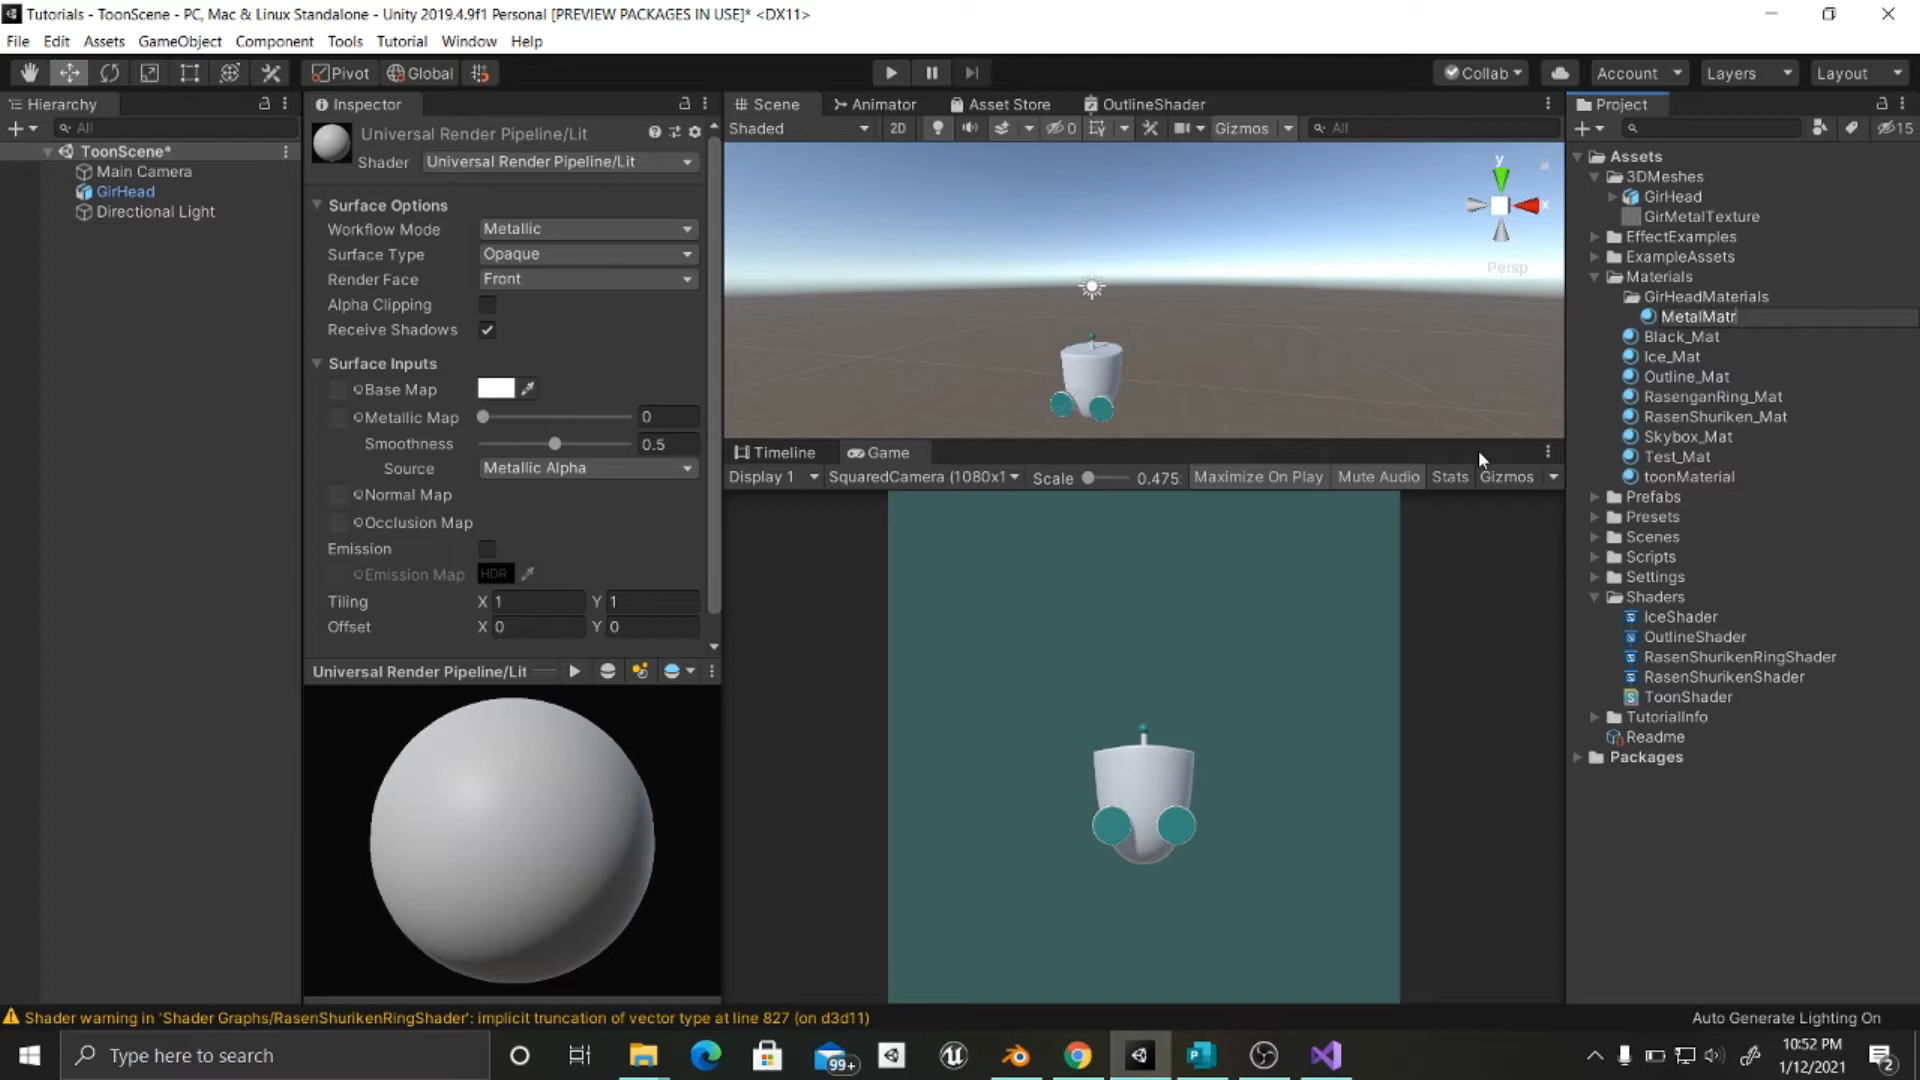 Tutorials - ToonScene - PC, Mac & Linux Standalone - Unity 2019.4.9f1 Personal [PREVIEW PACKAGES IN USE]* <DX11>
File Edit Assets GameObject Component Tools Tutorial Window Help
Pivot Global Collab Account Layers Layout
Hierarchy
All
ToonScene*
Main Camera
GirHead
Directional Light
Inspector
Universal Render Pipeline/Lit
Shader Universal Render Pipeline/Lit
Surface Options
Workflow Mode Metallic
Surface Type Opaque
Render Face Front
Alpha Clipping
Receive Shadows
Surface Inputs
Base Map
Metallic Map 0
Smoothness 0.5
Source Metallic Alpha
Normal Map
Occlusion Map
Emission
Emission Map HDR
Tiling X 1 Y 1
Offset X 0 Y 0
Universal Render Pipeline/Lit
Scene Animator Asset Store OutlineShader
Shaded 2D 0 Gizmos All
y
x
Persp
Timeline Game
Display 1 SquaredCamera (1080x1 Scale 0.475 Maximize On Play Mute Audio Stats Gizmos
Project
15
Assets
3DMeshes
GirHead
GirMetalTexture
EffectExamples
ExampleAssets
Materials
GirHeadMaterials
MetalMatr
Black_Mat
Ice_Mat
Outline_Mat
RasenganRing_Mat
RasenShuriken_Mat
Skybox_Mat
Test_Mat
toonMaterial
Prefabs
Presets
Scenes
Scripts
Settings
Shaders
IceShader
OutlineShader
RasenShurikenRingShader
RasenShurikenShader
ToonShader
TutorialInfo
Readme
Packages
Shader warning in 'Shader Graphs/RasenShurikenRingShader': implicit truncation of vector type at line 827 (on d3d11)
Auto Generate Lighting On
Type here to search
99+
10:52 PM
1/12/2021
2